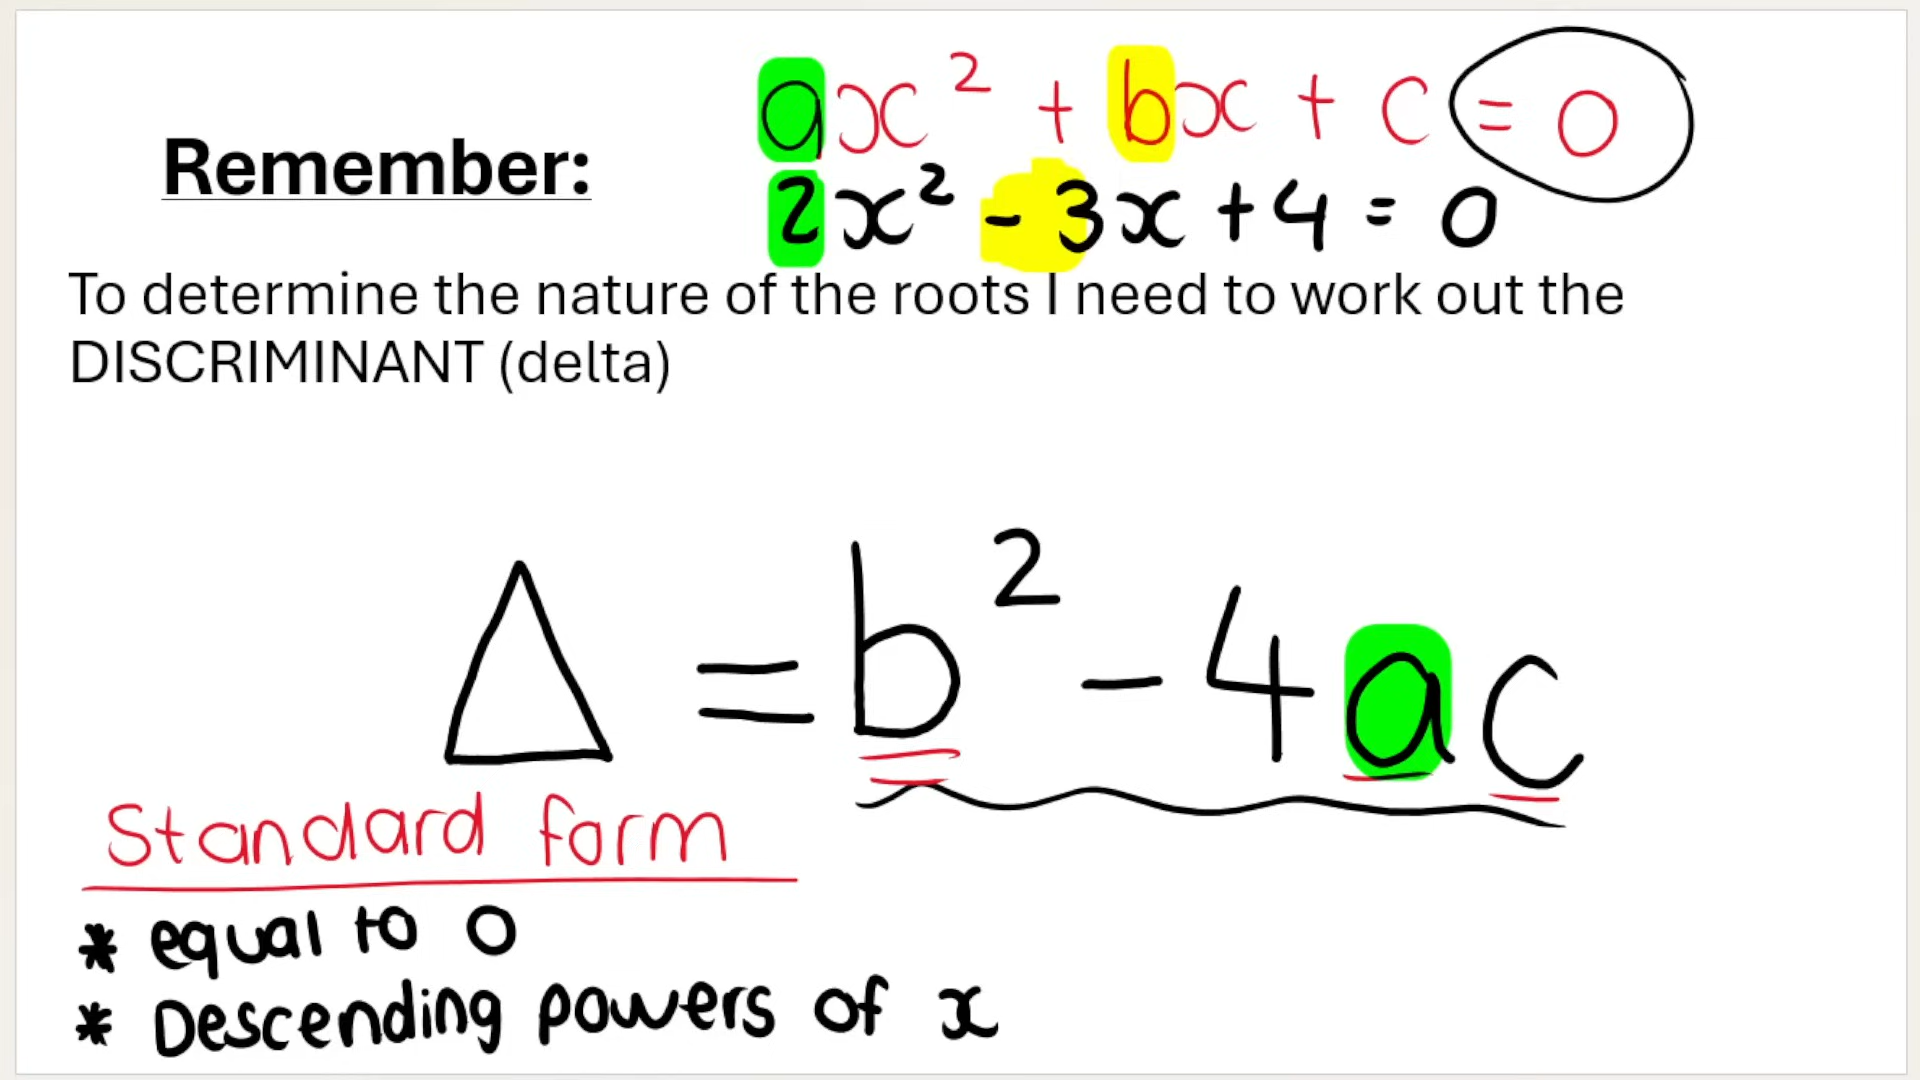 ax² + bx + c = 0
Remember:
2x² - 3x + 4 = 0
To determine the nature of the roots I need to work out the
DISCRIMINANT (delta)
Δ = b² - 4ac
Standard form
* equal to 0
* Descending powers of x